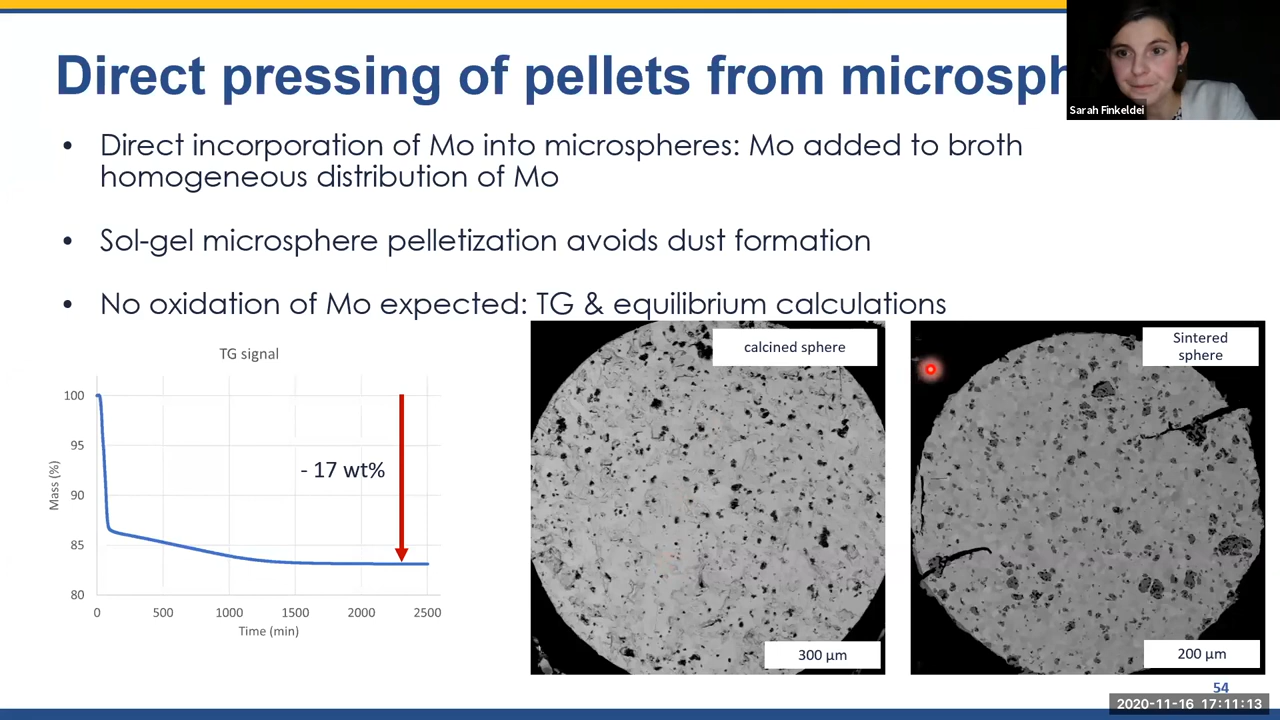 Direct pressing of pellets from microsph
Sarah Finkeldei
• Direct incorporation of Mo into microspheres: Mo added to broth
homogeneous distribution of Mo
• Sol-gel microsphere pelletization avoids dust formation
• No oxidation of Mo expected: TG & equilibrium calculations
TG signal
Mass (%)
100
95
90
85
80
- 17 wt%
0 500 1000 1500 2000 2500
Time (min)
calcined sphere
300 µm
Sintered
sphere
200 µm
54
2020-11-16 17:11:13